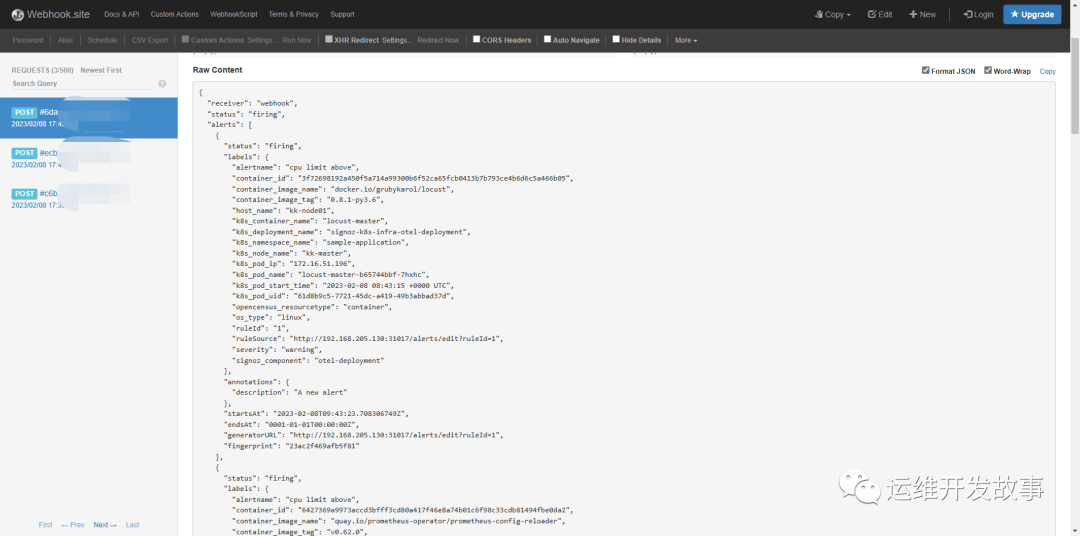 Webhook.site Docs & API Custom Actions WebhookScript Terms & Privacy Support Copy Edit New Login Upgrade
Password Alias Schedule CSV Export Custom Actions Settings... Run Now XHR Redirect Settings... Redirect Now CORS Headers Auto Navigate Hide Details More
REQUESTS (3/500) Newest First
Search Query
POST #6da
2023/02/08 17:4
POST #ecb
2023/02/08 17:4
POST #c6b
2023/02/08 17:3
First ← Prev Next → Last
Raw Content Format JSON Word-Wrap Copy
{
"receiver": "webhook",
"status": "firing",
"alerts": [
{
"status": "firing",
"labels": {
"alertname": "cpu limit above",
"container_id": "3f72698192a450f5a714a99300b6f52ca65fcb0413b7b793ce4b6d6c5a466b05",
"container_image_name": "docker.io/grubykarol/locust",
"container_image_tag": "0.8.1-py3.6",
"host_name": "kk-node01",
"k8s_container_name": "locust-master",
"k8s_deployment_name": "signoz-k8s-infra-otel-deployment",
"k8s_namespace_name": "sample-application",
"k8s_node_name": "kk-master",
"k8s_pod_ip": "172.16.51.196",
"k8s_pod_name": "locust-master-b65744bbf-7hxhc",
"k8s_pod_start_time": "2023-02-08 08:43:15 +0000 UTC",
"k8s_pod_uid": "61d8b9c5-7721-45dc-a419-49b3abbad37d",
"opencensus_resourcetype": "container",
"os_type": "linux",
"ruleId": "1",
"ruleSource": "http://192.168.205.130:31017/alerts/edit?ruleId=1",
"severity": "warning",
"signoz_component": "otel-deployment"
},
"annotations": {
"description": "A new alert"
},
"startsAt": "2023-02-08T09:43:23.708306749Z",
"endsAt": "0001-01-01T00:00:00Z",
"generatorURL": "http://192.168.205.130:31017/alerts/edit?ruleId=1",
"fingerprint": "23ac2f469afb5f81"
},
{
"status": "firing",
"labels": {
"alertname": "cpu limit above",
"container_id": "6427369a9973accd3bfff3cd80a417f46e8a74b01c6f98c33cdb81494fbe0da2",
"container_image_name": "quay.io/prometheus-operator/prometheus-config-reloader",
"container_image_tag": "v0.62.0",
运维开发故事